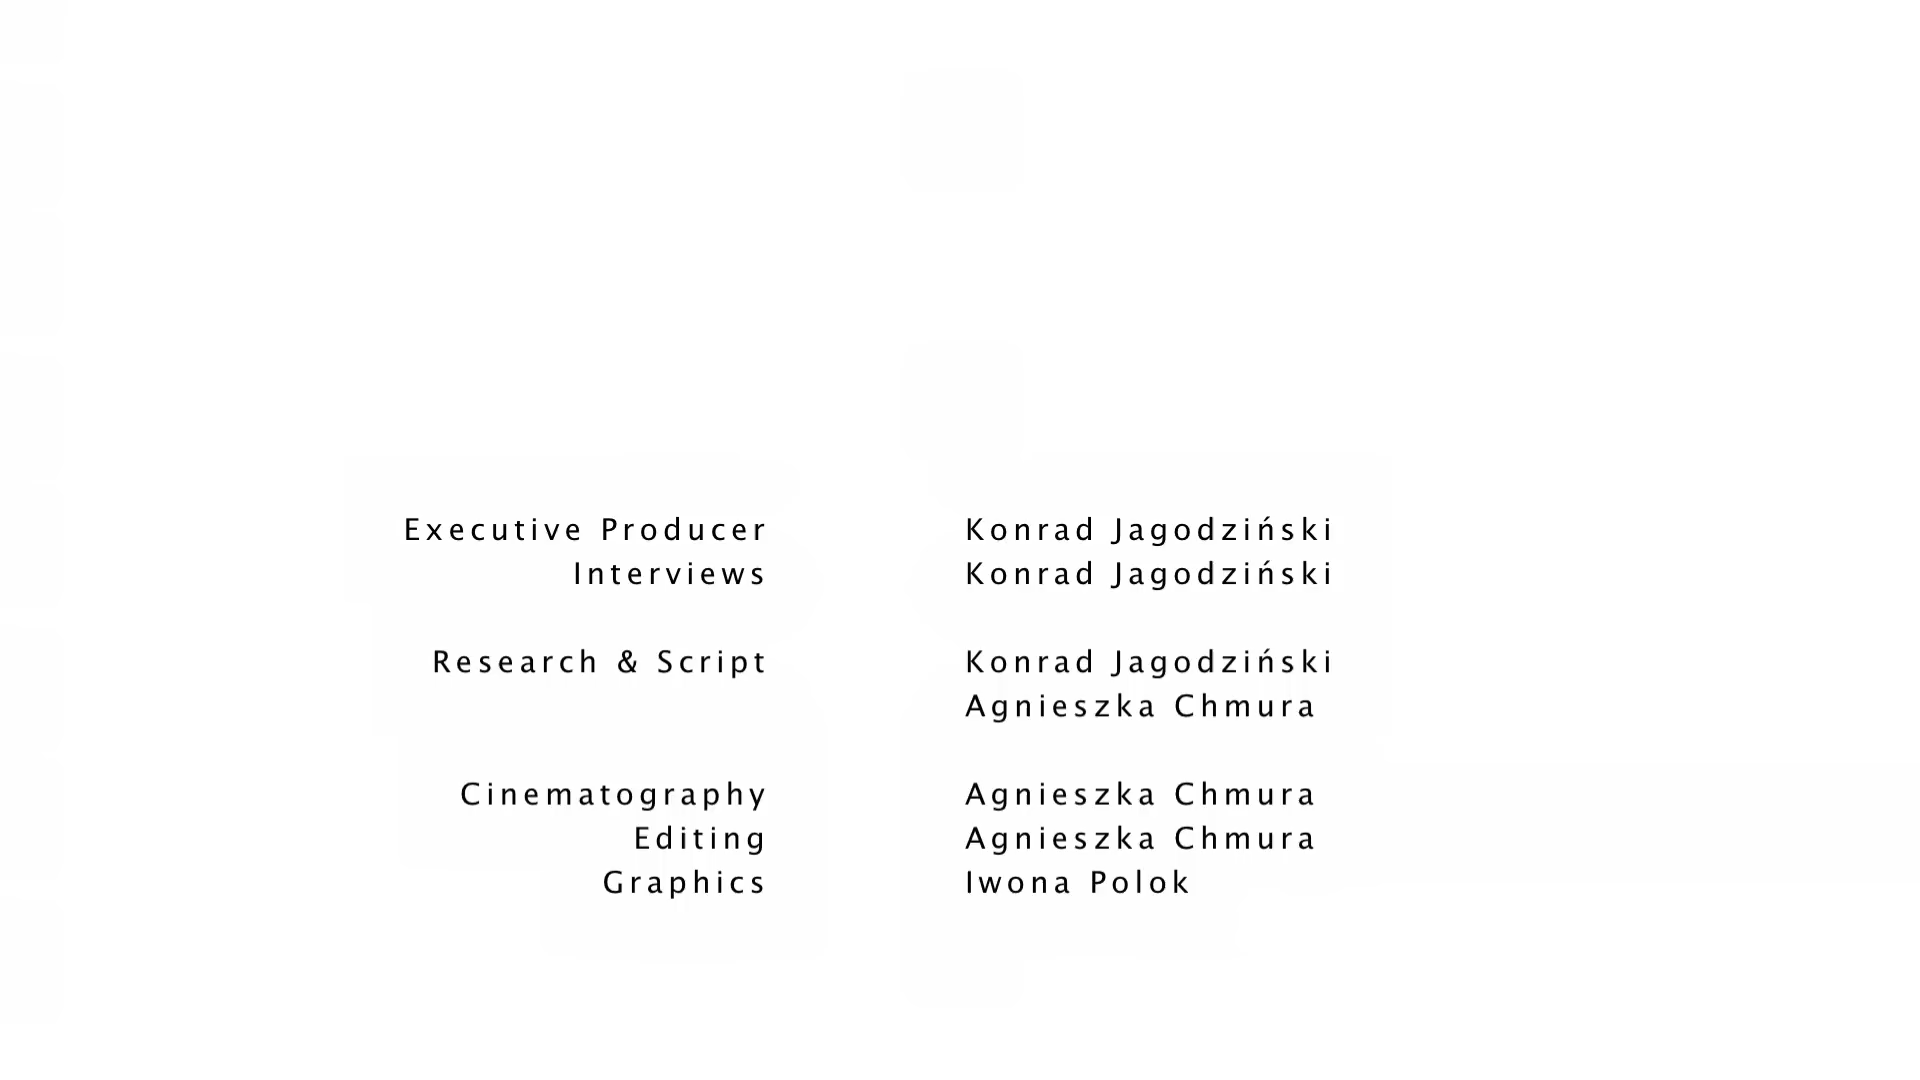 Executive Producer Konrad Jagodziński
Interviews Konrad Jagodziński
Research & Script Konrad Jagodziński
Agnieszka Chmura
Cinematography Agnieszka Chmura
Editing Agnieszka Chmura
Graphics Iwona Polok